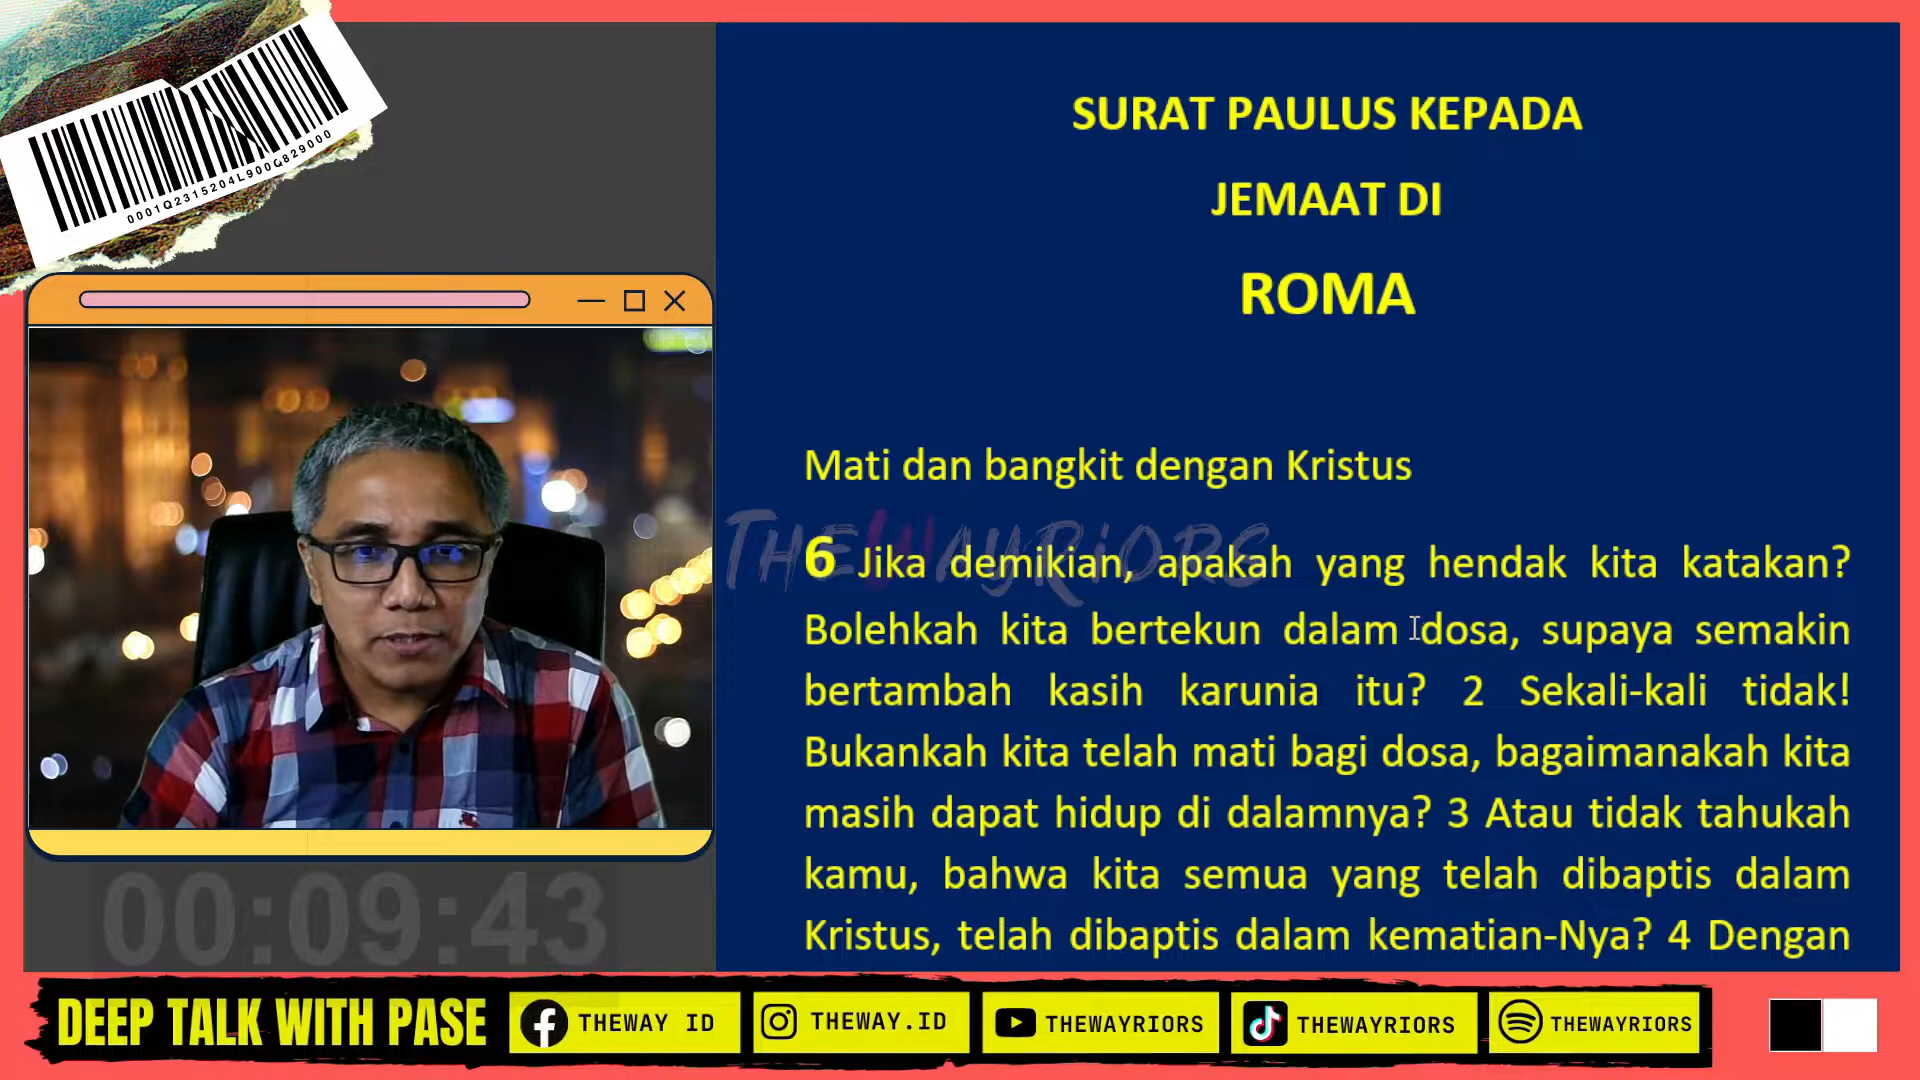 0001Q2315204L900G829000
SURAT PAULUS KEPADA
JEMAAT DI
ROMA
Mati dan bangkit dengan Kristus
THEWAYRIORS
6 Jika demikian, apakah yang hendak kita katakan?
Bolehkah kita bertekun dalam dosa, supaya semakin
bertambah kasih karunia itu? 2 Sekali-kali tidak!
Bukankah kita telah mati bagi dosa, bagaimanakah kita
masih dapat hidup di dalamnya? 3 Atau tidak tahukah
kamu, bahwa kita semua yang telah dibaptis dalam
Kristus, telah dibaptis dalam kematian-Nya? 4 Dengan
00:09:43
DEEP TALK WITH PASE
THEWAY ID
THEWAY.ID
THEWAYRIORS
THEWAYRIORS
THEWAYRIORS